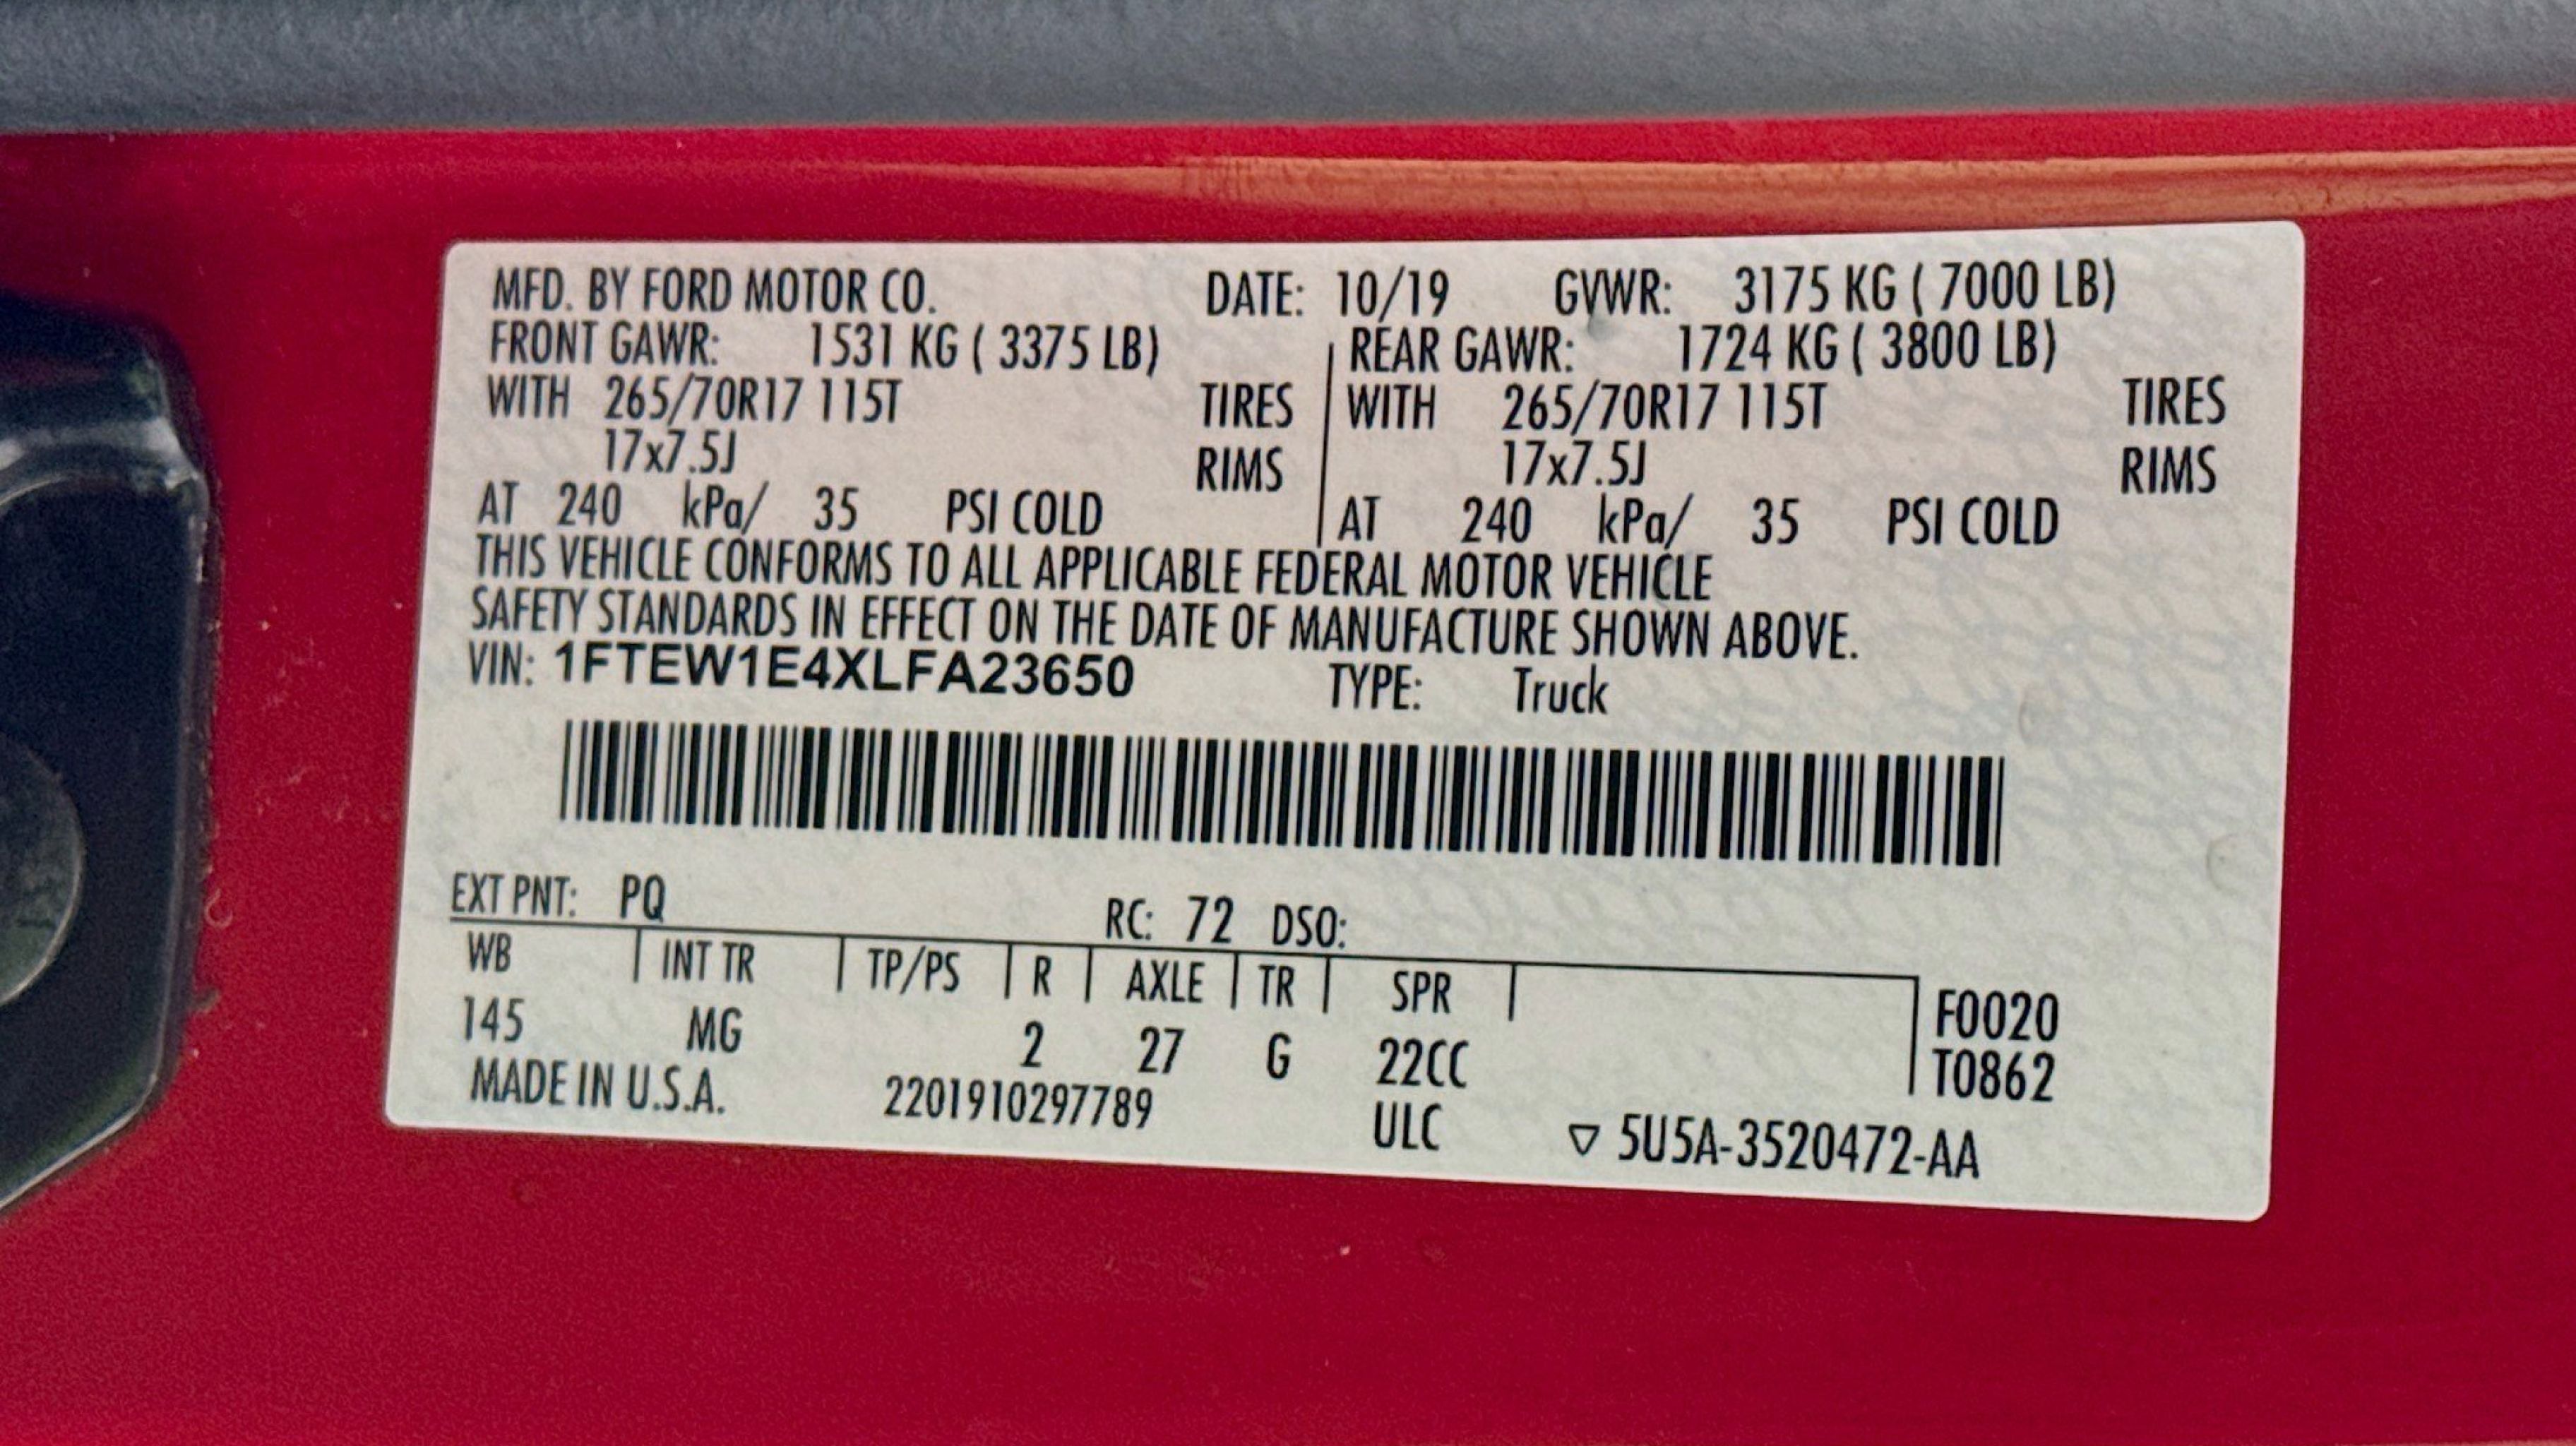 MFD. BY FORD MOTOR CO. DATE: 10/19 GVWR: 3175 KG ( 7000 LB)
FRONT GAWR: 1531 KG ( 3375 LB) REAR GAWR: 1724 KG ( 3800 LB)
WITH 265/70R17 115T TIRES WITH 265/70R17 115T TIRES
17x7.5J RIMS 17x7.5J RIMS
AT 240 kPa/ 35 PSI COLD AT 240 kPa/ 35 PSI COLD
THIS VEHICLE CONFORMS TO ALL APPLICABLE FEDERAL MOTOR VEHICLE
SAFETY STANDARDS IN EFFECT ON THE DATE OF MANUFACTURE SHOWN ABOVE.
VIN: 1FTEW1E4XLFA23650 TYPE: Truck
EXT PNT: PQ RC: 72 DSO:
WB INT TR TP/PS R AXLE TR SPR F0020
145 MG 2 27 G 22CC T0862
MADE IN U.S.A. 2201910297789 ULC ▽ 5U5A-3520472-AA